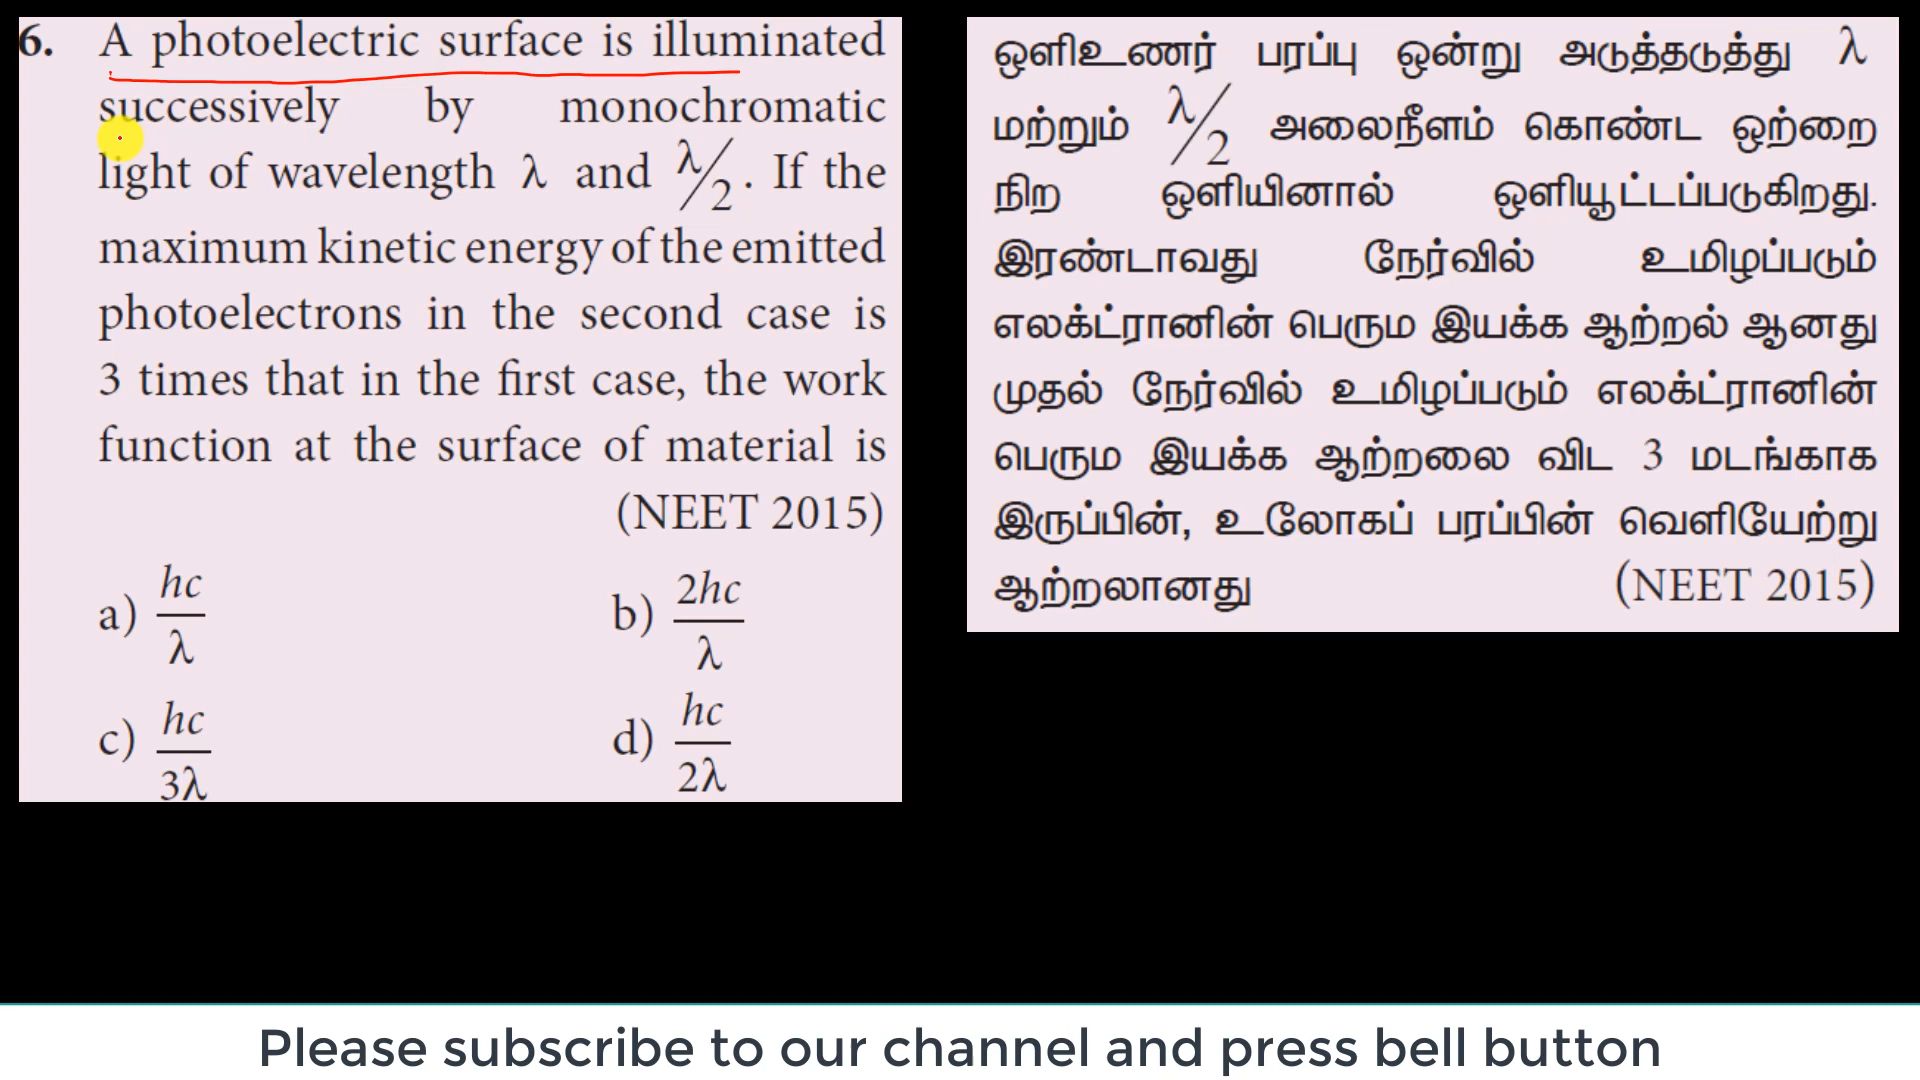 6. A photoelectric surface is illuminated
successively by monochromatic
light of wavelength λ and λ/2. If the
maximum kinetic energy of the emitted
photoelectrons in the second case is
3 times that in the first case, the work
function at the surface of material is
(NEET 2015)
a) hc/λ b) 2hc/λ
c) hc/3λ d) hc/2λ
ஒளிஉணர் பரப்பு ஒன்று அடுத்தடுத்து λ
மற்றும் λ/2 அலைநீளம் கொண்ட ஒற்றை
நிற ஒளியினால் ஒளியூட்டப்படுகிறது.
இரண்டாவது நேர்வில் உமிழப்படும்
எலக்ட்ரானின் பெரும இயக்க ஆற்றல் ஆனது
முதல் நேர்வில் உமிழப்படும் எலக்ட்ரானின்
பெரும இயக்க ஆற்றலை விட 3 மடங்காக
இருப்பின், உலோகப் பரப்பின் வெளியேற்று
ஆற்றலானது (NEET 2015)
Please subscribe to our channel and press bell button